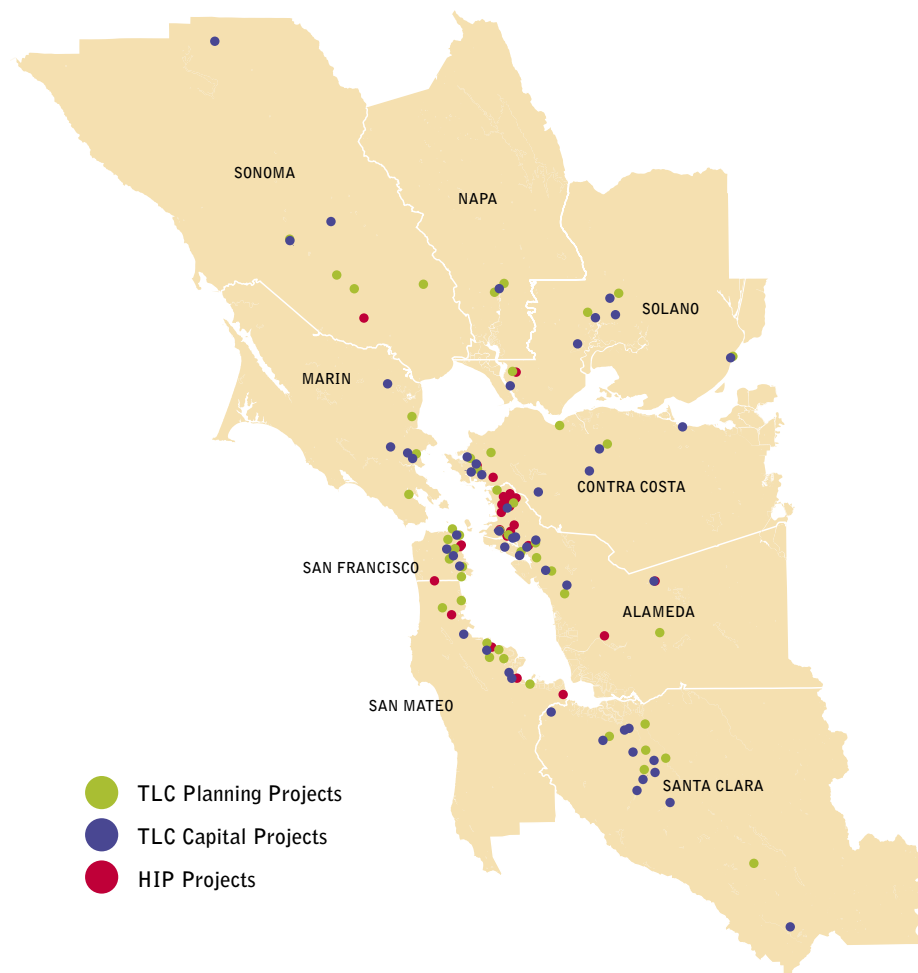 SONOMA
NAPA
SOLANO
MARIN
CONTRA COSTA
SAN FRANCISCO
ALAMEDA
SAN MATEO
SANTA CLARA
TLC Planning Projects
TLC Capital Projects
HIP Projects